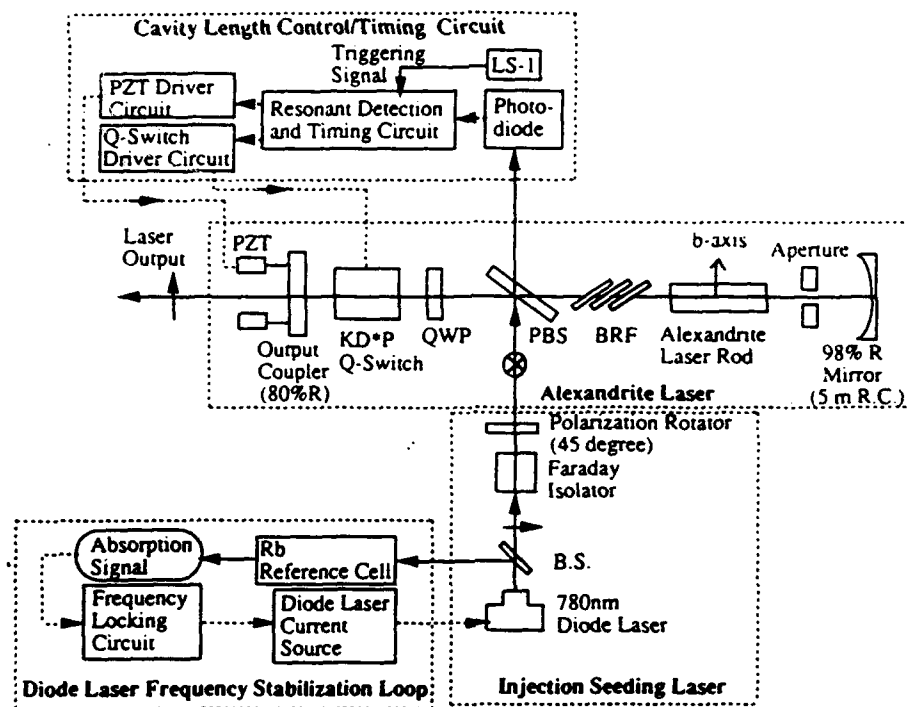 Cavity Length Control/Timing Circuit
Triggering
Signal
LS-1
PZT Driver
Circuit
Resonant Detection
and Timing Circuit
Photo-
diode
Q-Switch
Driver Circuit
Laser
Output
PZT
b-axis
Aperture
Output
Coupler
(80%R)
KD*P
Q-Switch
QWP
PBS
BRF
Alexandrite
Laser Rod
98% R
Mirror
(5 m R.C.)
Alexandrite Laser
Polarization Rotator
(45 degree)
Faraday
Isolator
B.S.
780nm
Diode Laser
Injection Seeding Laser
Absorption
Signal
Rb
Reference Cell
Frequency
Locking
Circuit
Diode Laser
Current
Source
Diode Laser Frequency Stabilization Loop